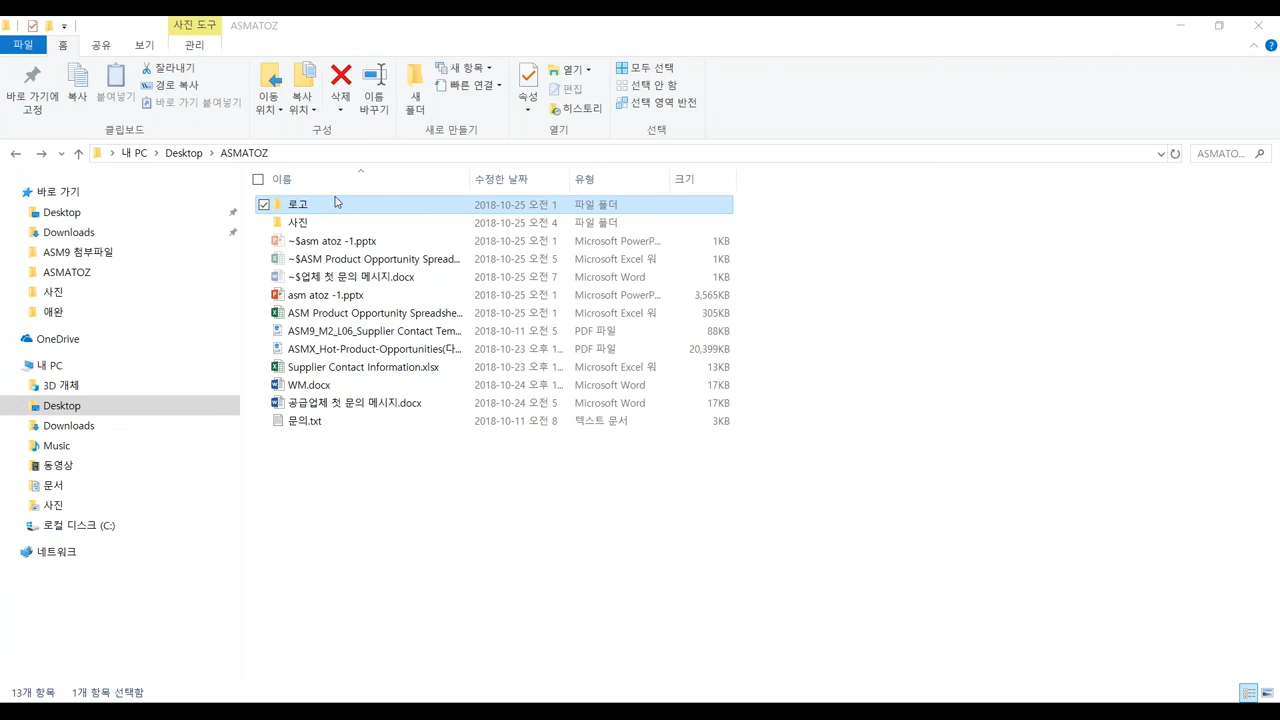 사진 도구 ASMATOZ
파일 홈 공유 보기 관리
바로 가기에 고정 복사 붙여넣기 잘라내기 경로 복사 바로 가기 붙여넣기
이동 위치 복사 위치 삭제 이름 바꾸기
새 폴더 새 항목 빠른 연결
속성 열기 편집 히스토리
모두 선택 선택 안 함 선택 영역 반전
클립보드 구성 새로 만들기 열기 선택
내 PC Desktop ASMATOZ ASMATO...
바로 가기
Desktop
Downloads
ASM9 첨부파일
ASMATOZ
사진
애완
OneDrive
내 PC
3D 개체
Desktop
Downloads
Music
동영상
문서
사진
로컬 디스크 (C:)
네트워크
이름 수정한 날짜 유형 크기
로고 2018-10-25 오전 1 파일 폴더
사진 2018-10-25 오전 4 파일 폴더
~$asm atoz -1.pptx 2018-10-25 오전 1 Microsoft PowerP... 1KB
~$ASM Product Opportunity Spread... 2018-10-25 오전 5 Microsoft Excel 워 1KB
~$업체 첫 문의 메시지.docx 2018-10-25 오전 7 Microsoft Word 1KB
asm atoz -1.pptx 2018-10-25 오전 1 Microsoft PowerP... 3,565KB
ASM Product Opportunity Spreadshe... 2018-10-25 오전 1 Microsoft Excel 워 305KB
ASM9_M2_L06_Supplier Contact Tem... 2018-10-11 오전 5 PDF 파일 88KB
ASMX_Hot-Product-Opportunities(다... 2018-10-23 오후 1... PDF 파일 20,399KB
Supplier Contact Information.xlsx 2018-10-23 오후 1... Microsoft Excel 워 13KB
WM.docx 2018-10-24 오후 1... Microsoft Word 17KB
공급업체 첫 문의 메시지.docx 2018-10-24 오전 5 Microsoft Word 17KB
문의.txt 2018-10-11 오전 8 텍스트 문서 3KB
13개 항목 1개 항목 선택함